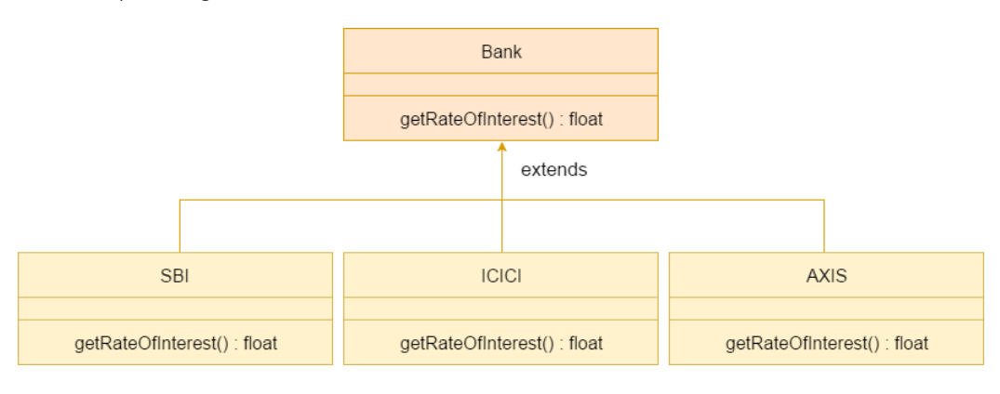 Bank
getRateOfInterest() : float
extends
SBI
getRateOfInterest() : float
ICICI
getRateOfInterest() : float
AXIS
getRateOfInterest() : float